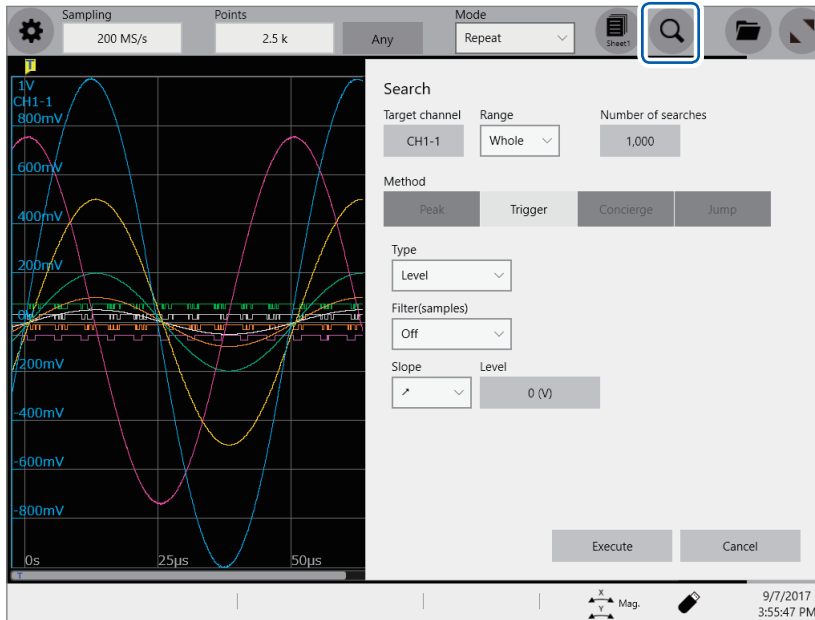 Sampling Points Mode
200 MS/s 2.5 k Any Repeat Sheet1
T
1V
CH1-1
800mV
600mV
400mV
200mV
-200mV
-400mV
-600mV
-800mV
0s 25µs 50µs
T
Search
Target channel Range Number of searches
CH1-1 Whole 1,000
Method
Peak Trigger Concierge Jump
Type
Level
Filter(samples)
Off
Slope Level
↗ 0 (V)
Execute Cancel
X
Y
Mag.
9/7/2017
3:55:47 PM